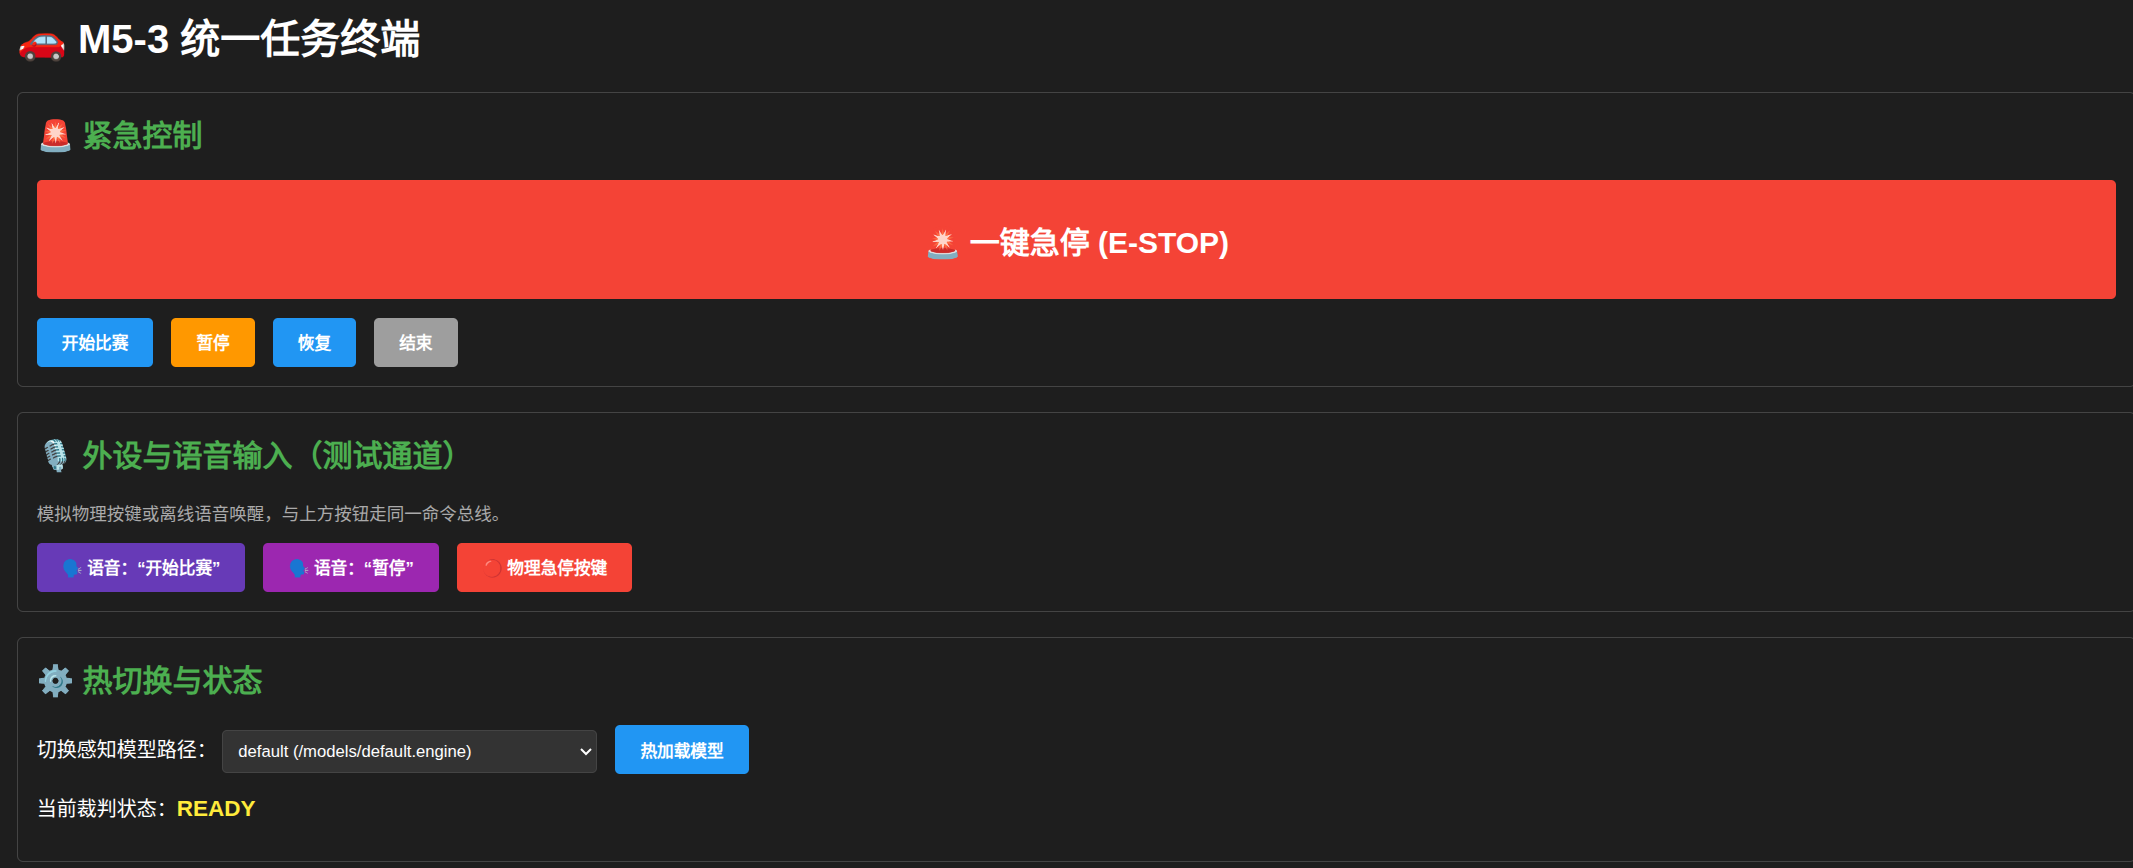 M5-3 统一任务终端
紧急控制
一键急停 (E-STOP)
开始比赛 暂停 恢复 结束
外设与语音输入（测试通道）
模拟物理按键或离线语音唤醒，与上方按钮走同一命令总线。
语音：“开始比赛” 语音：“暂停” 物理急停按键
热切换与状态
切换感知模型路径： default (/models/default.engine) 热加载模型
当前裁判状态：READY